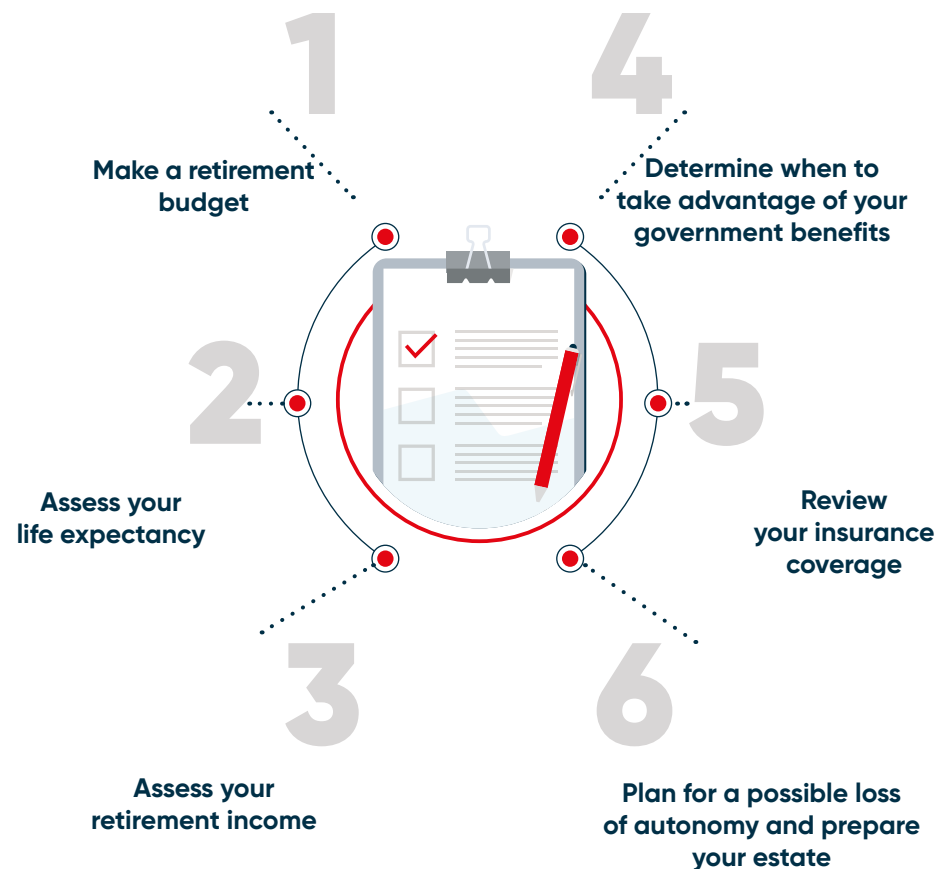 1
Make a retirement
budget
2
Assess your
life expectancy
3
Assess your
retirement income
4
Determine when to
take advantage of your
government benefits
5
Review
your insurance
coverage
6
Plan for a possible loss
of autonomy and prepare
your estate